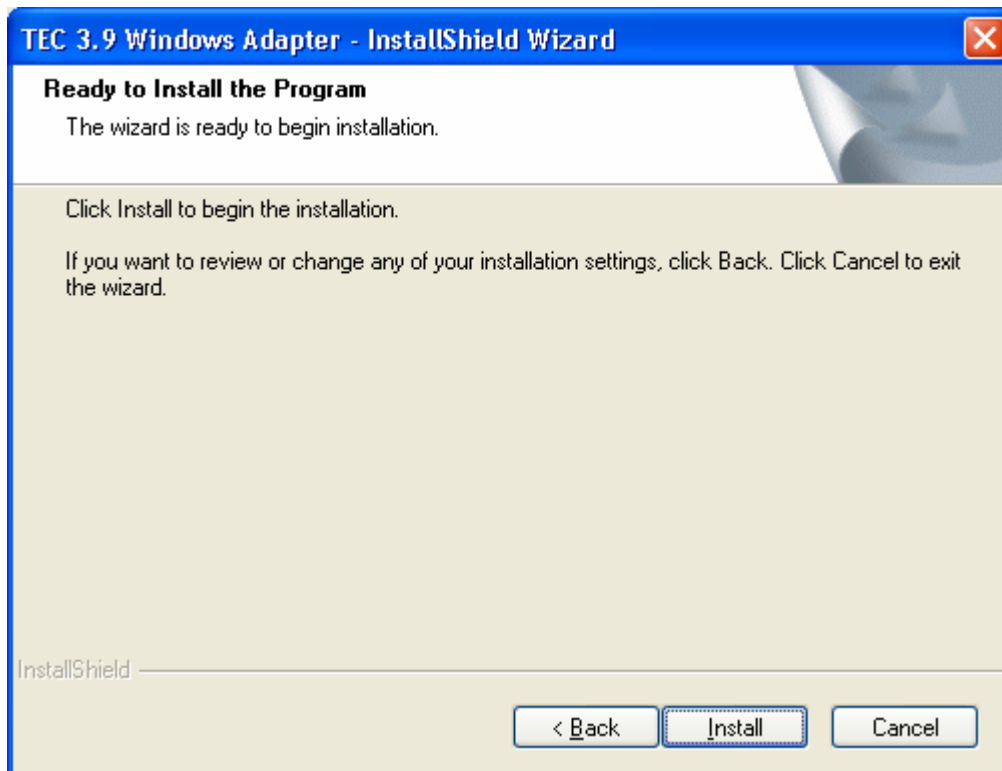 TEC 3.9 Windows Adapter - InstallShield Wizard
Ready to Install the Program
The wizard is ready to begin installation.
Click Install to begin the installation.
If you want to review or change any of your installation settings, click Back. Click Cancel to exit
the wizard.
InstallShield
< Back Install Cancel